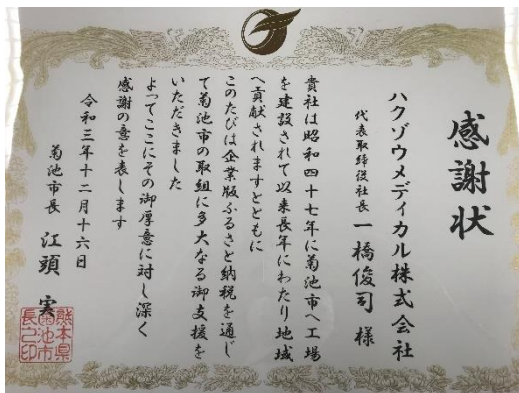 感謝状
ハクゾウメディカル株式会社
代表取締役社長 一橋俊司 様
貴社は昭和四十七年に菊池市へ工場
を建設されて以来長年にわたり地域
へ貢献されますとともに
このたびは企業版ふるさと納税を通じ
て菊池市の取組に多大なる御支援を
いただきました
よってここにその御厚意に対し深く
感謝の意を表します
令和三年十二月十六日
菊池市長 江頭 実
熊本県
菊池市
長之印